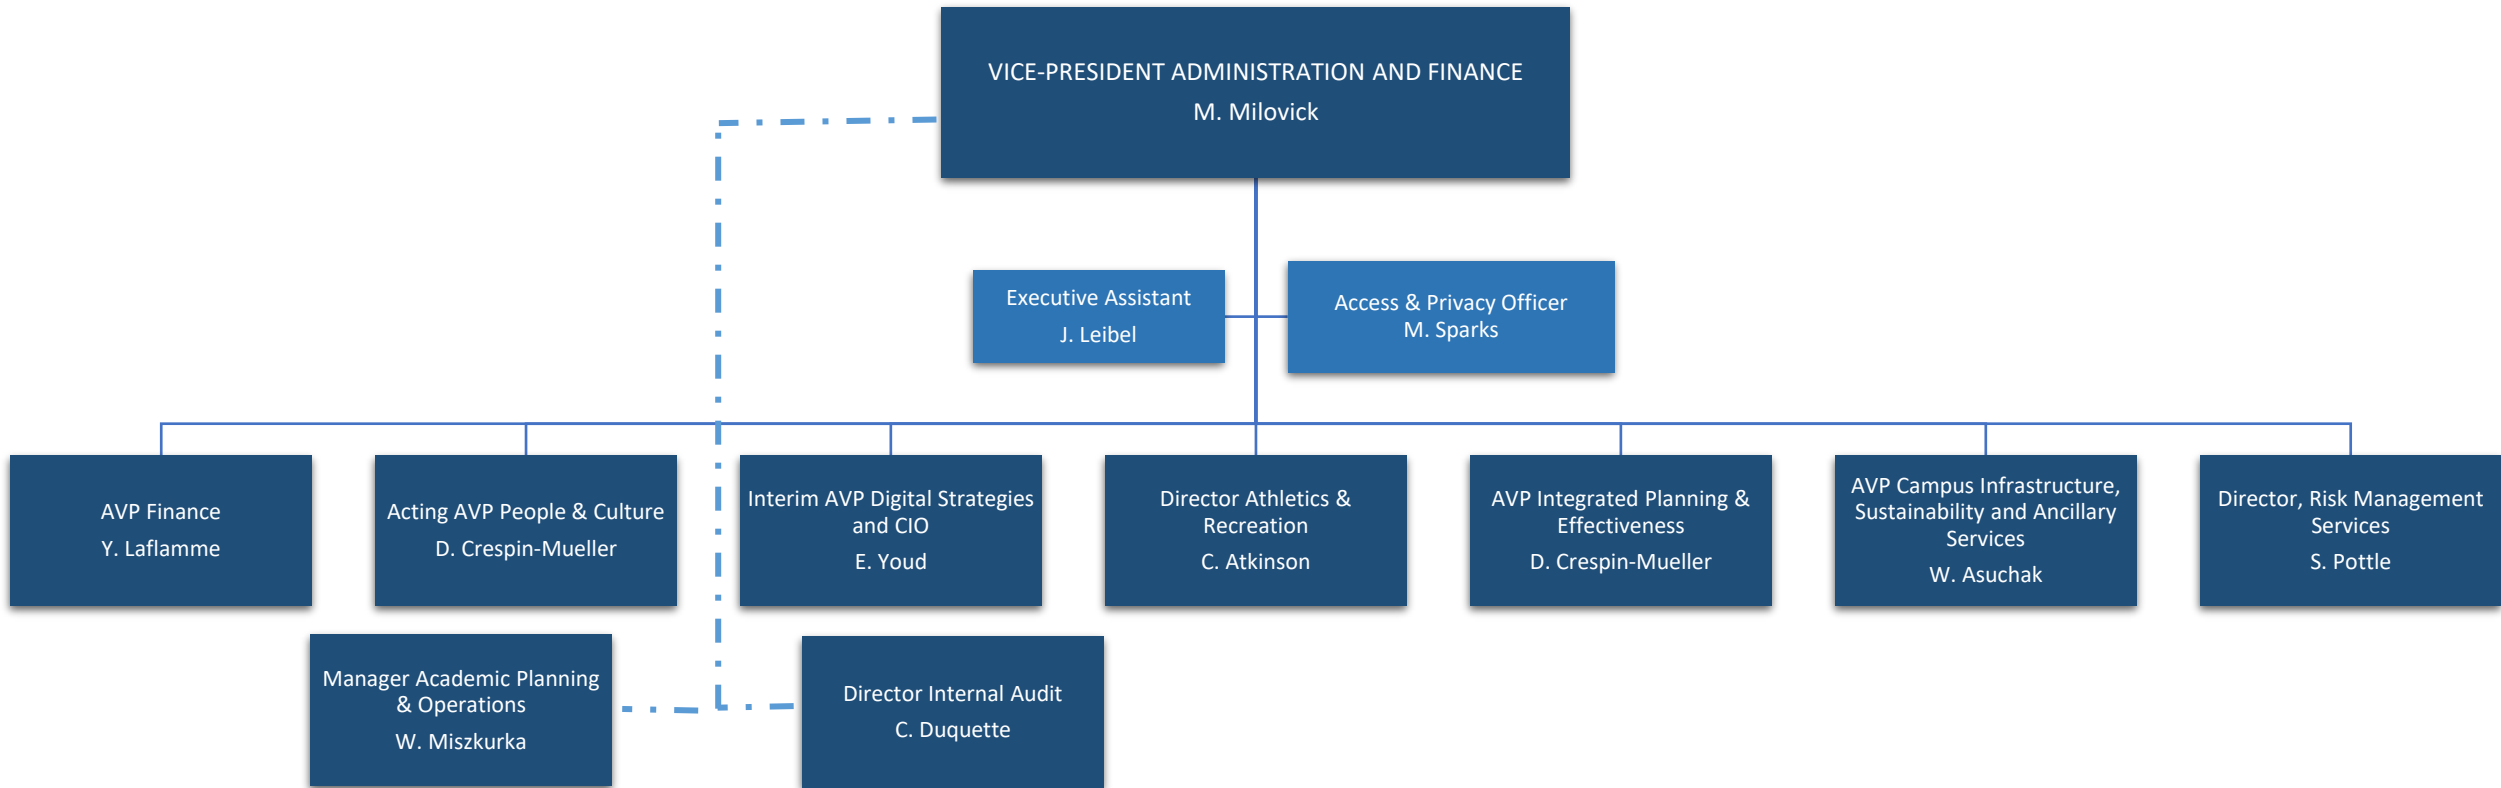 VICE-PRESIDENT ADMINISTRATION AND FINANCE
M. Milovick
Executive Assistant
J. Leibel
Access & Privacy Officer
M. Sparks
AVP Finance
Y. Laflamme
Acting AVP People & Culture
D. Crespin-Mueller
Interim AVP Digital Strategies
and CIO
E. Youd
Director Athletics &
Recreation
C. Atkinson
AVP Integrated Planning &
Effectiveness
D. Crespin-Mueller
AVP Campus Infrastructure,
Sustainability and Ancillary
Services
W. Asuchak
Director, Risk Management
Services
S. Pottle
Manager Academic Planning
& Operations
W. Miszkurka
Director Internal Audit
C. Duquette